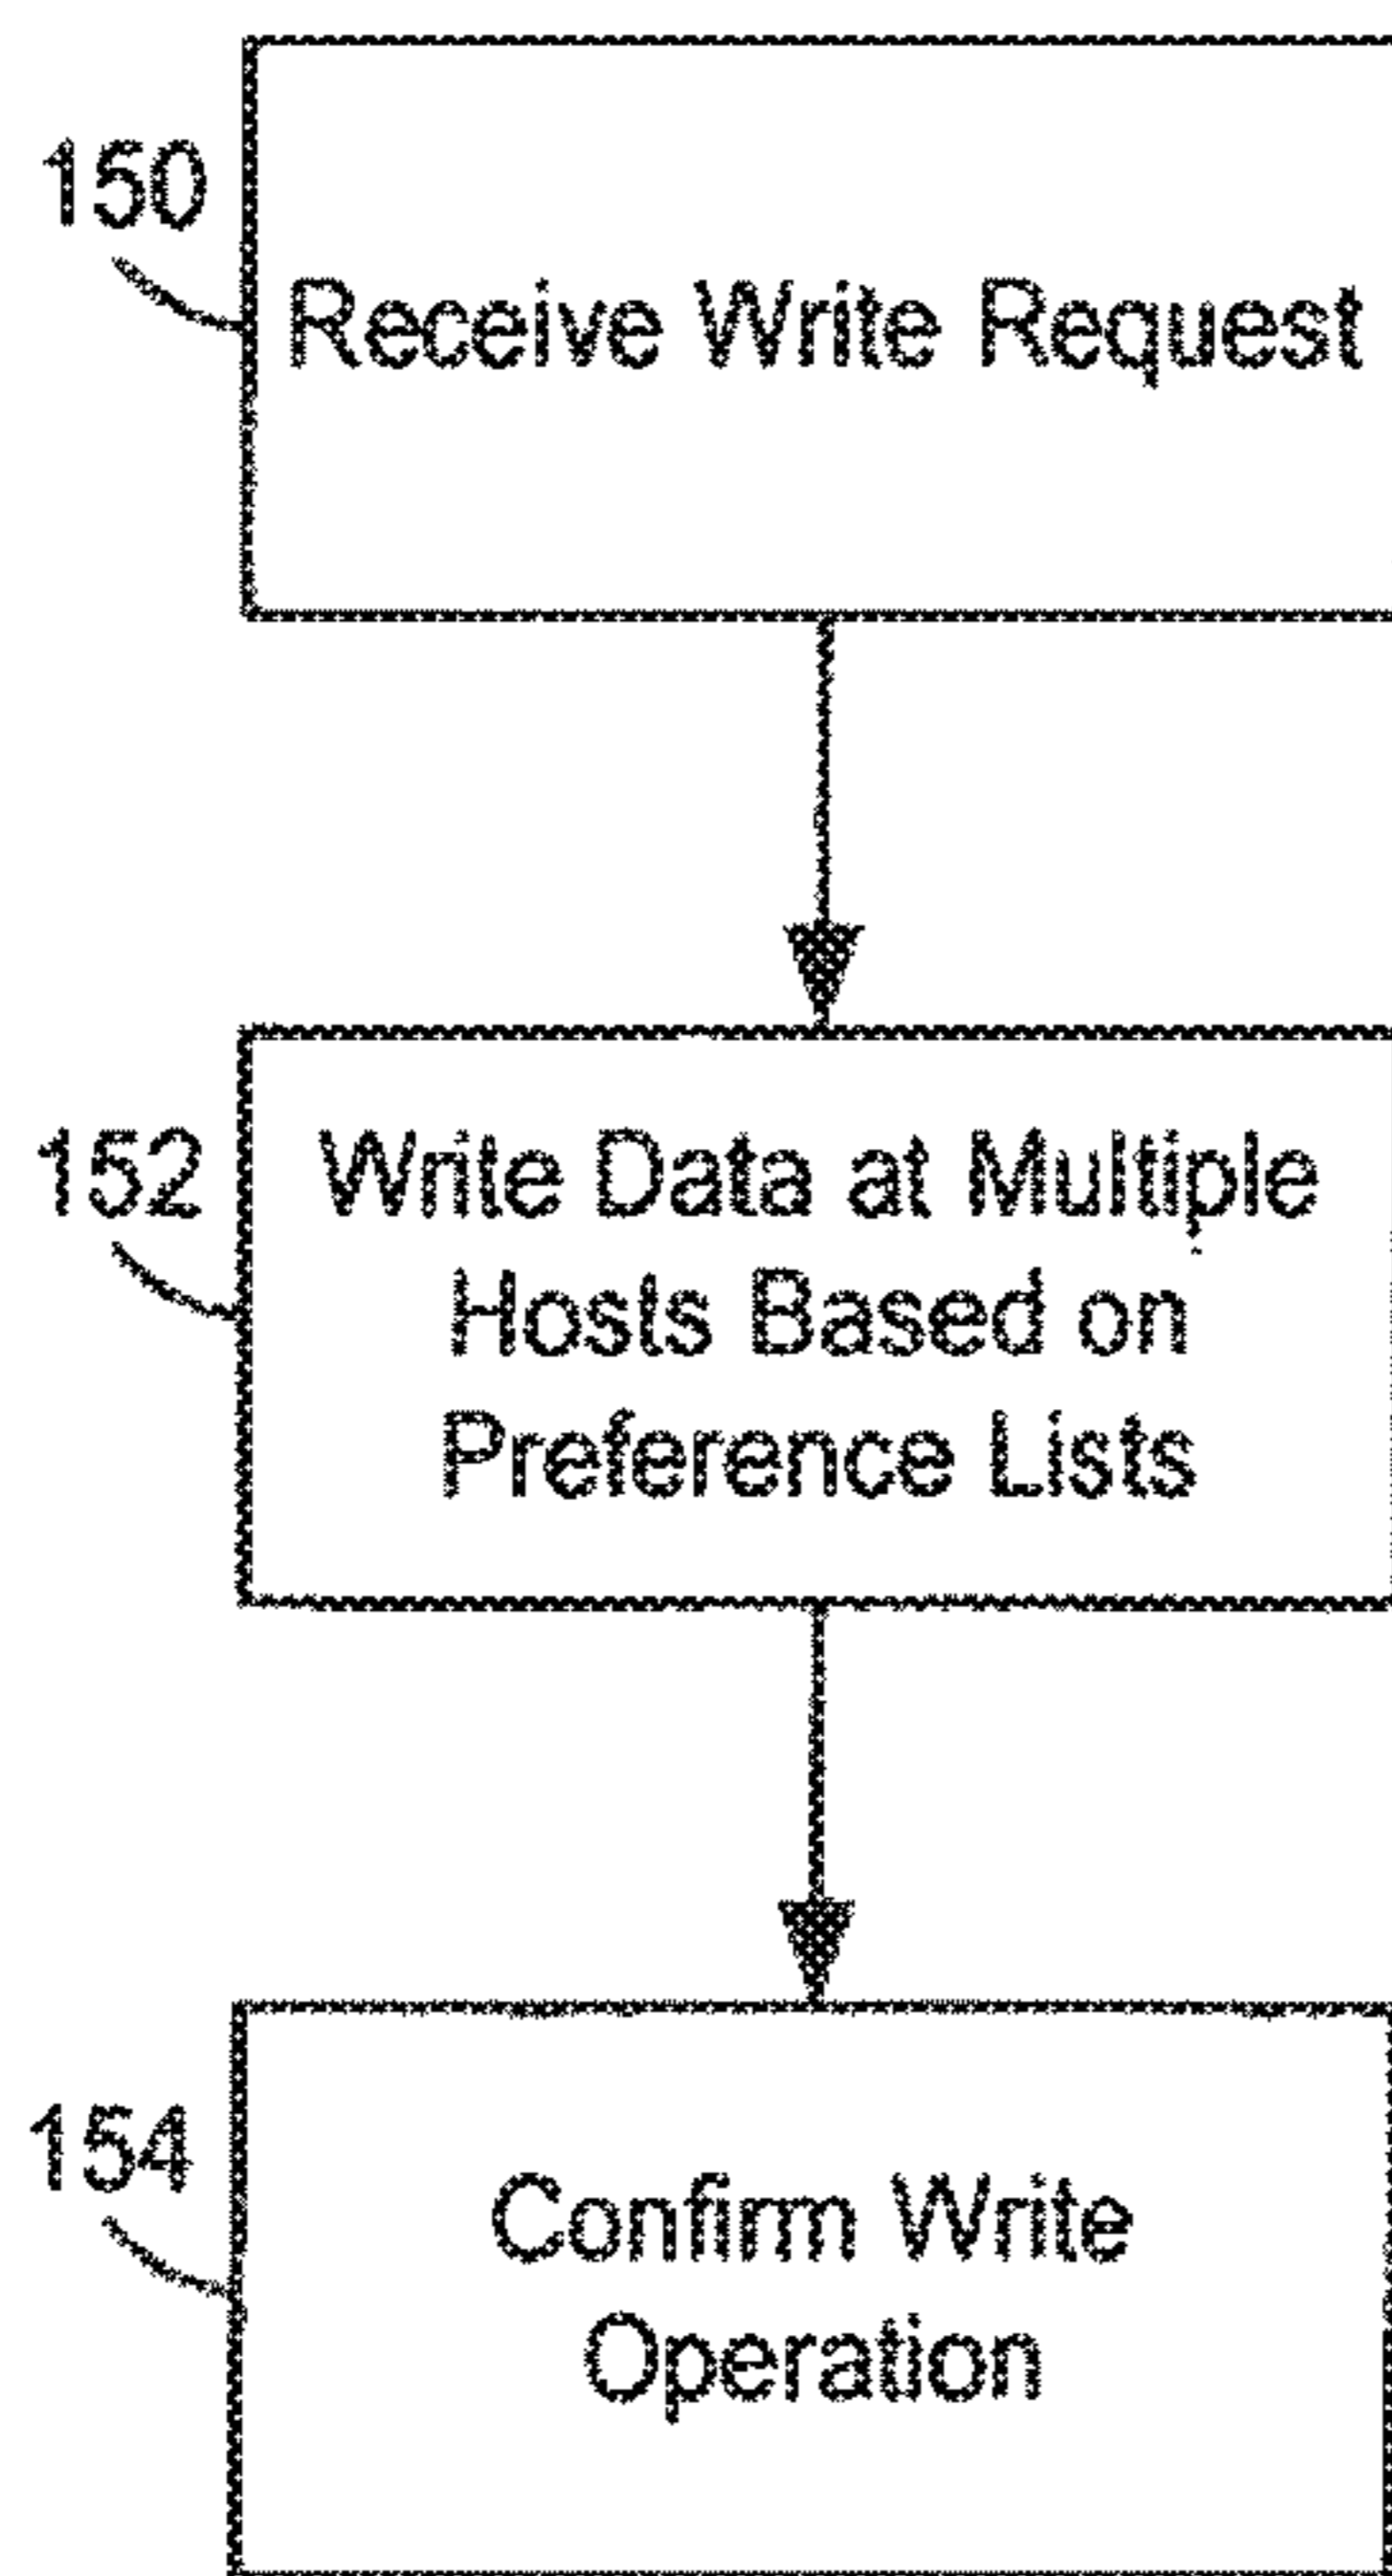 150
Receive Write Request
152
Write Data at Multiple
Hosts Based on
Preference Lists
154
Confirm Write
Operation